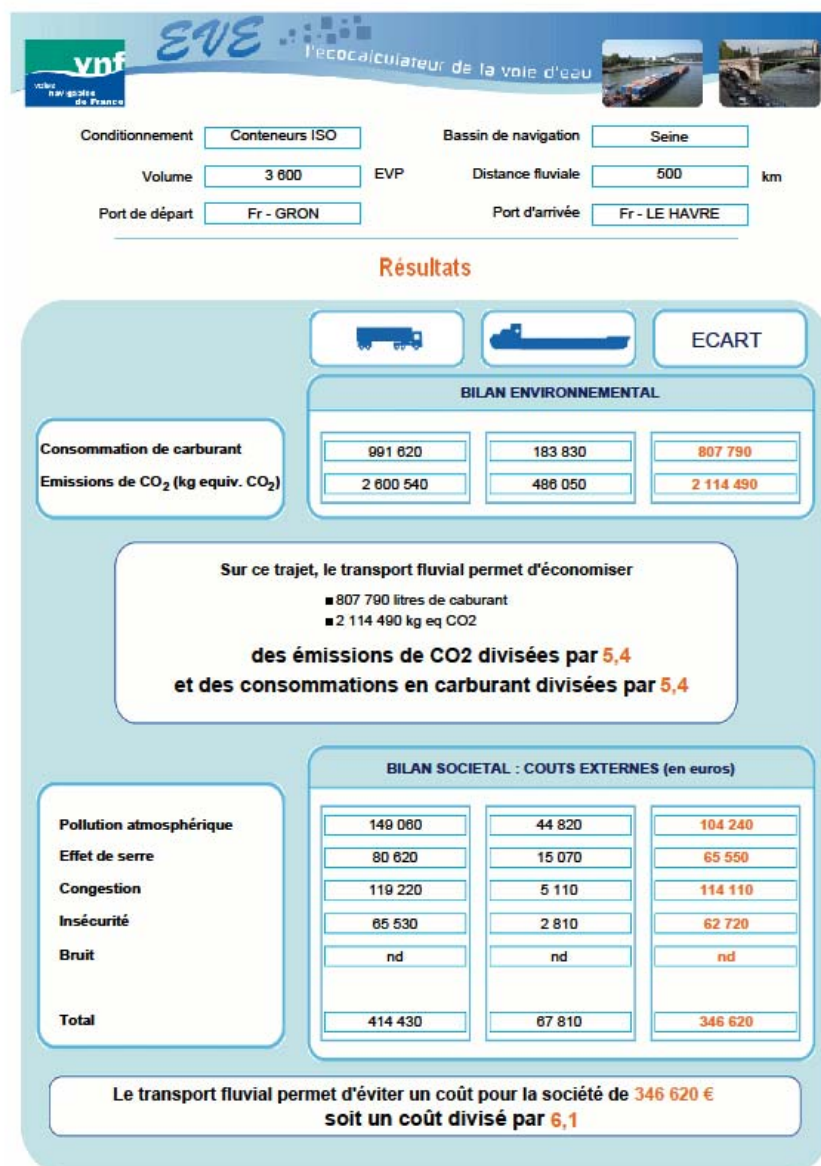 vnf
voies
navigables
de France
EVE
l'écocalculateur de la voie d'eau
Conditionnement Conteneurs ISO Bassin de navigation Seine
Volume 3 600 EVP Distance fluviale 500 km
Port de départ Fr - GRON Port d'arrivée Fr - LE HAVRE
Résultats
ECART
BILAN ENVIRONNEMENTAL
Consommation de carburant 991 620 183 830 807 790
Emissions de CO2 (kg equiv. CO2) 2 600 540 486 050 2 114 490
Sur ce trajet, le transport fluvial permet d'économiser
■ 807 790 litres de caburant
■ 2 114 490 kg eq CO2
des émissions de CO2 divisées par 5,4
et des consommations en carburant divisées par 5,4
BILAN SOCIETAL : COUTS EXTERNES (en euros)
Pollution atmosphérique 149 060 44 820 104 240
Effet de serre 80 620 15 070 65 550
Congestion 119 220 5 110 114 110
Insécurité 65 530 2 810 62 720
Bruit nd nd nd
Total 414 430 67 810 346 620
Le transport fluvial permet d'éviter un coût pour la société de 346 620 €
soit un coût divisé par 6,1